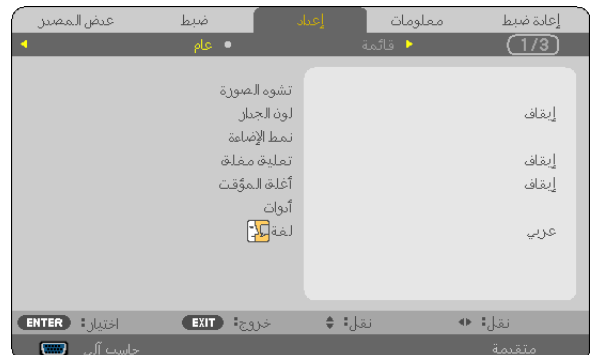 عرض المصدر ضبط إعداد معلومات إعادة ضبط
عام قائمة 1/3
تشوه الصورة
لون الجدار إيقاف
نمط الإضاءة
تعليق مغلق إيقاف
أغلق المؤقت إيقاف
أدوات
لغة عربي
ENTER :اختيار EXIT :خروج نقل: نقل:
حاسب آلي متقدمة